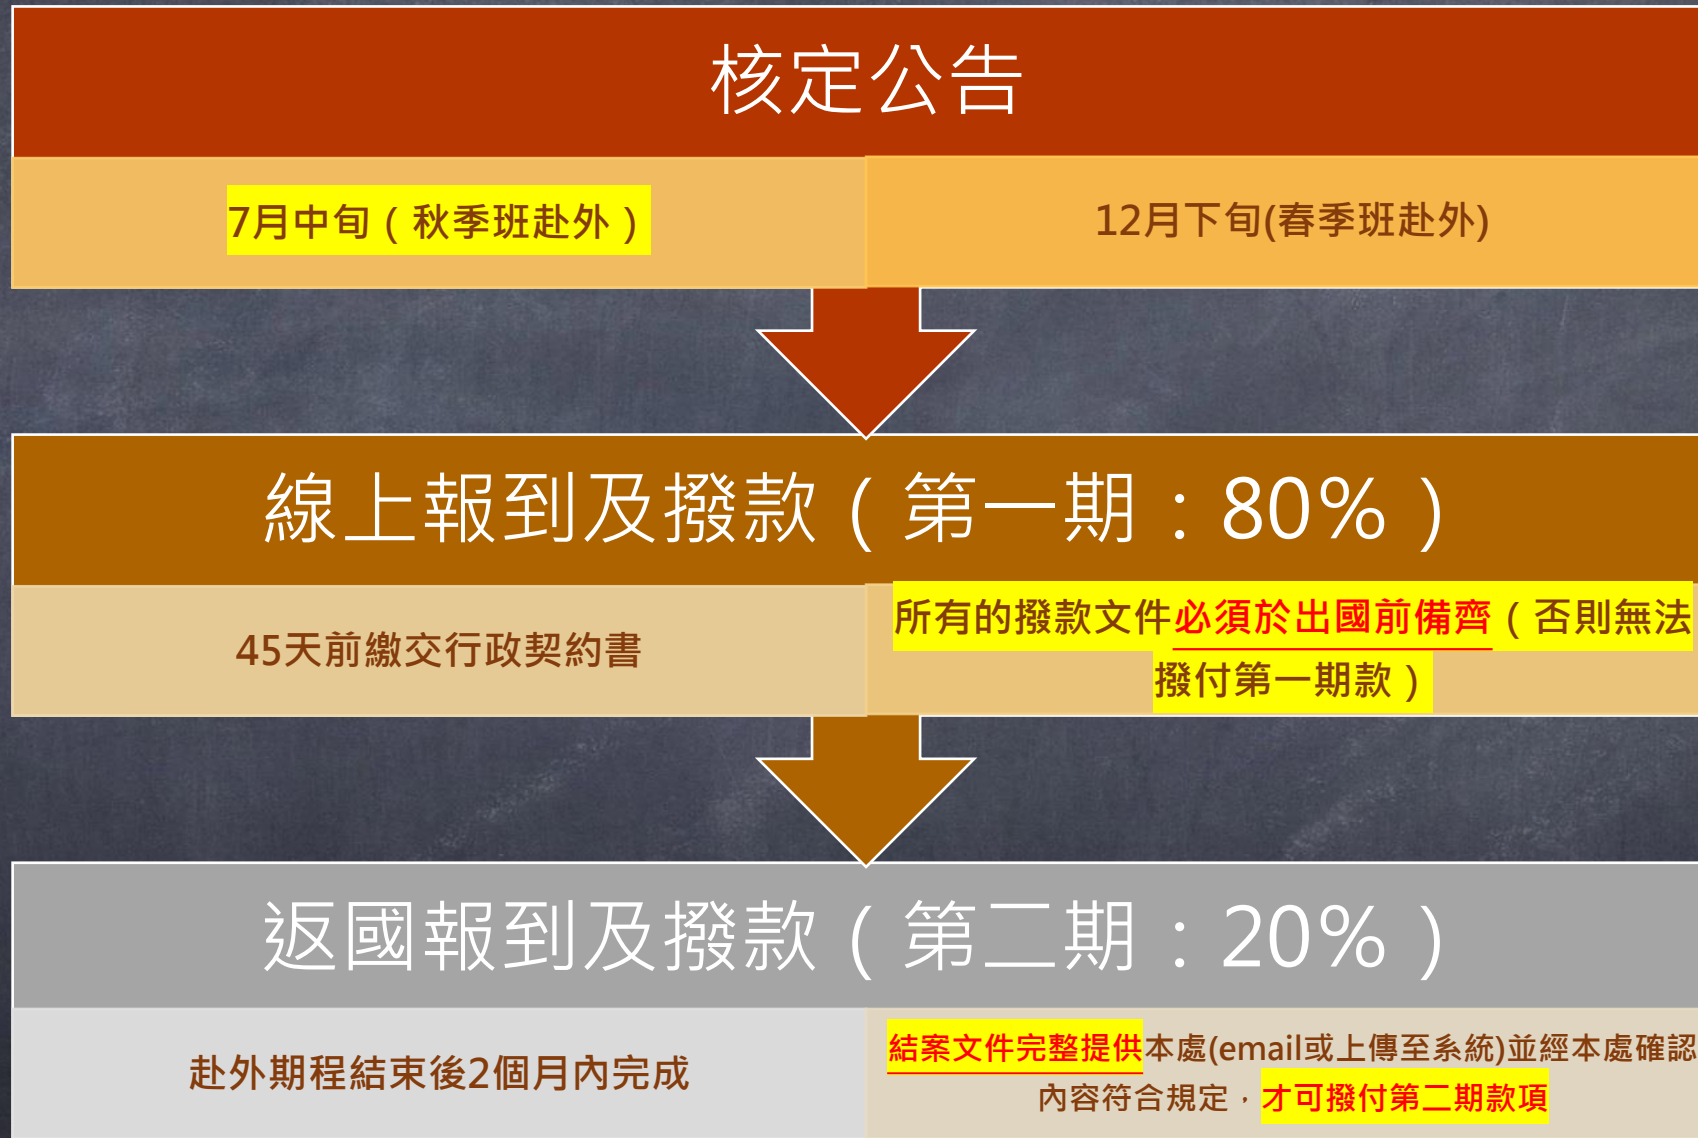 核定公告
7月中旬（秋季班赴外）
12月下旬(春季班赴外)
線上報到及撥款（第一期：80%）
45天前繳交行政契約書
所有的撥款文件必須於出國前備齊（否則無法
撥付第一期款）
返國報到及撥款（第二期：20%）
赴外期程結束後2個月內完成
結案文件完整提供本處(email或上傳至系統)並經本處確認
內容符合規定，才可撥付第二期款項